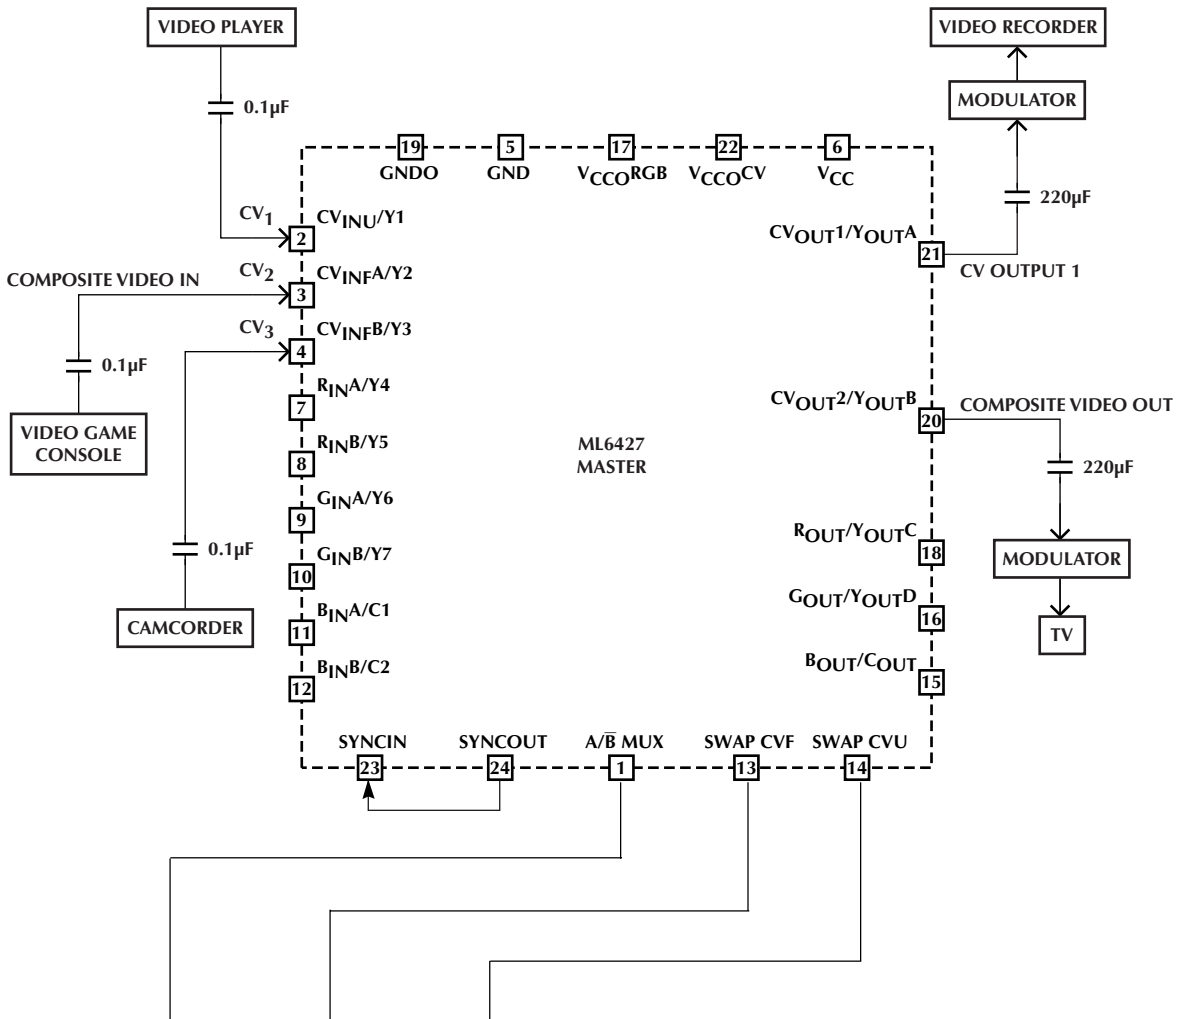 VIDEO PLAYER
VIDEO RECORDER
0.1µF
MODULATOR
19
5
17
22
6
GNDO
GND
VCCORGB
VCCOCV
VCC
220µF
CV1
CVINU/Y1
2
CVOUT1/YOUTA
21
CV OUTPUT 1
COMPOSITE VIDEO IN
CV2
CVINFA/Y2
3
CV3
CVINFB/Y3
4
0.1µF
RINA/Y4
7
CVOUT2/YOUTB
COMPOSITE VIDEO OUT
20
VIDEO GAME
CONSOLE
RINB/Y5
8
ML6427
MASTER
220µF
GINA/Y6
9
0.1µF
GINB/Y7
10
ROUT/YOUTC
18
MODULATOR
BINA/C1
11
GOUT/YOUTD
16
CAMCORDER
TV
BINB/C2
12
BOUT/COUT
15
SYNCIN
SYNCOUT
A/B̅ MUX
SWAP CVF
SWAP CVU
23
24
1
13
14